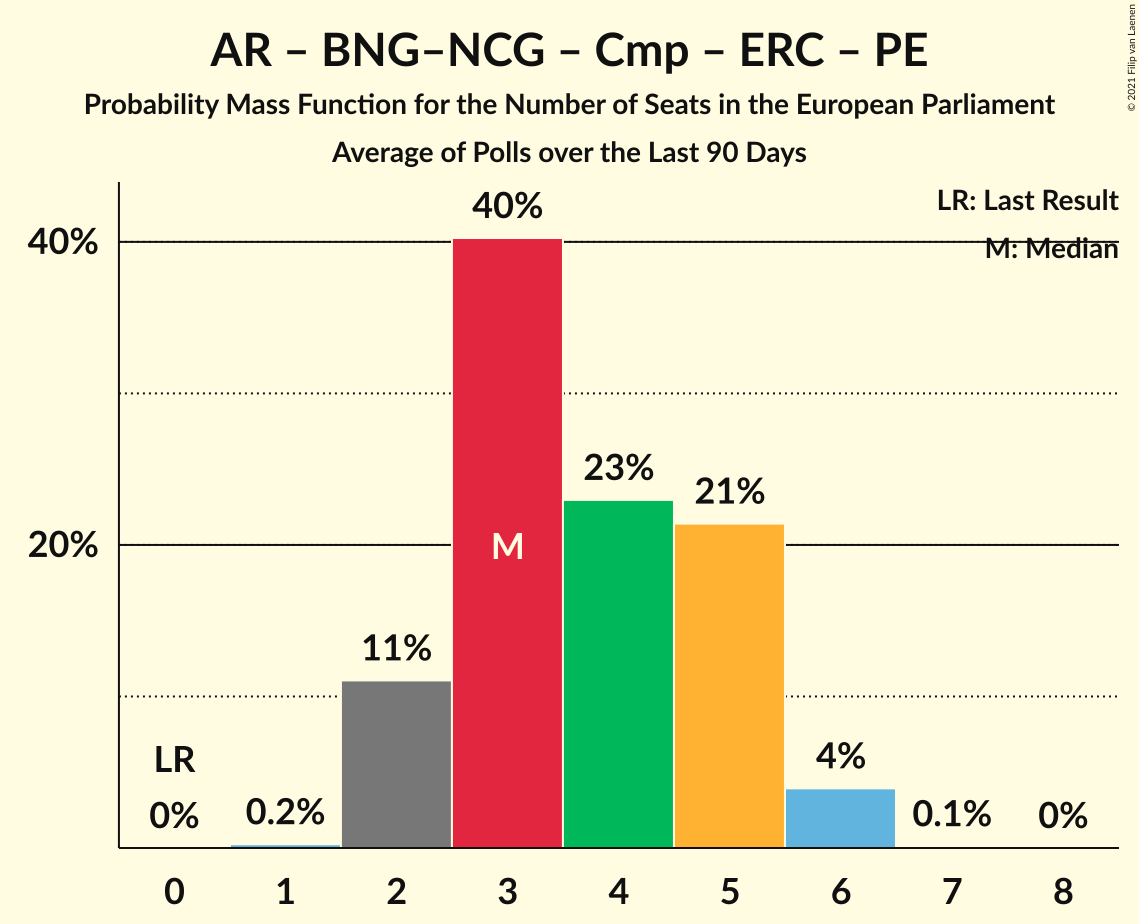 AR – BNG–NCG – Cmp – ERC – PE
Probability Mass Function for the Number of Seats in the European Parliament
Average of Polls over the Last 90 Days
© 2021 Filip van Laenen
LR: Last Result
M: Median
40%
20%
LR
0%
0.2%
11%
40%
M
23%
21%
4%
0.1%
0%
0 1 2 3 4 5 6 7 8